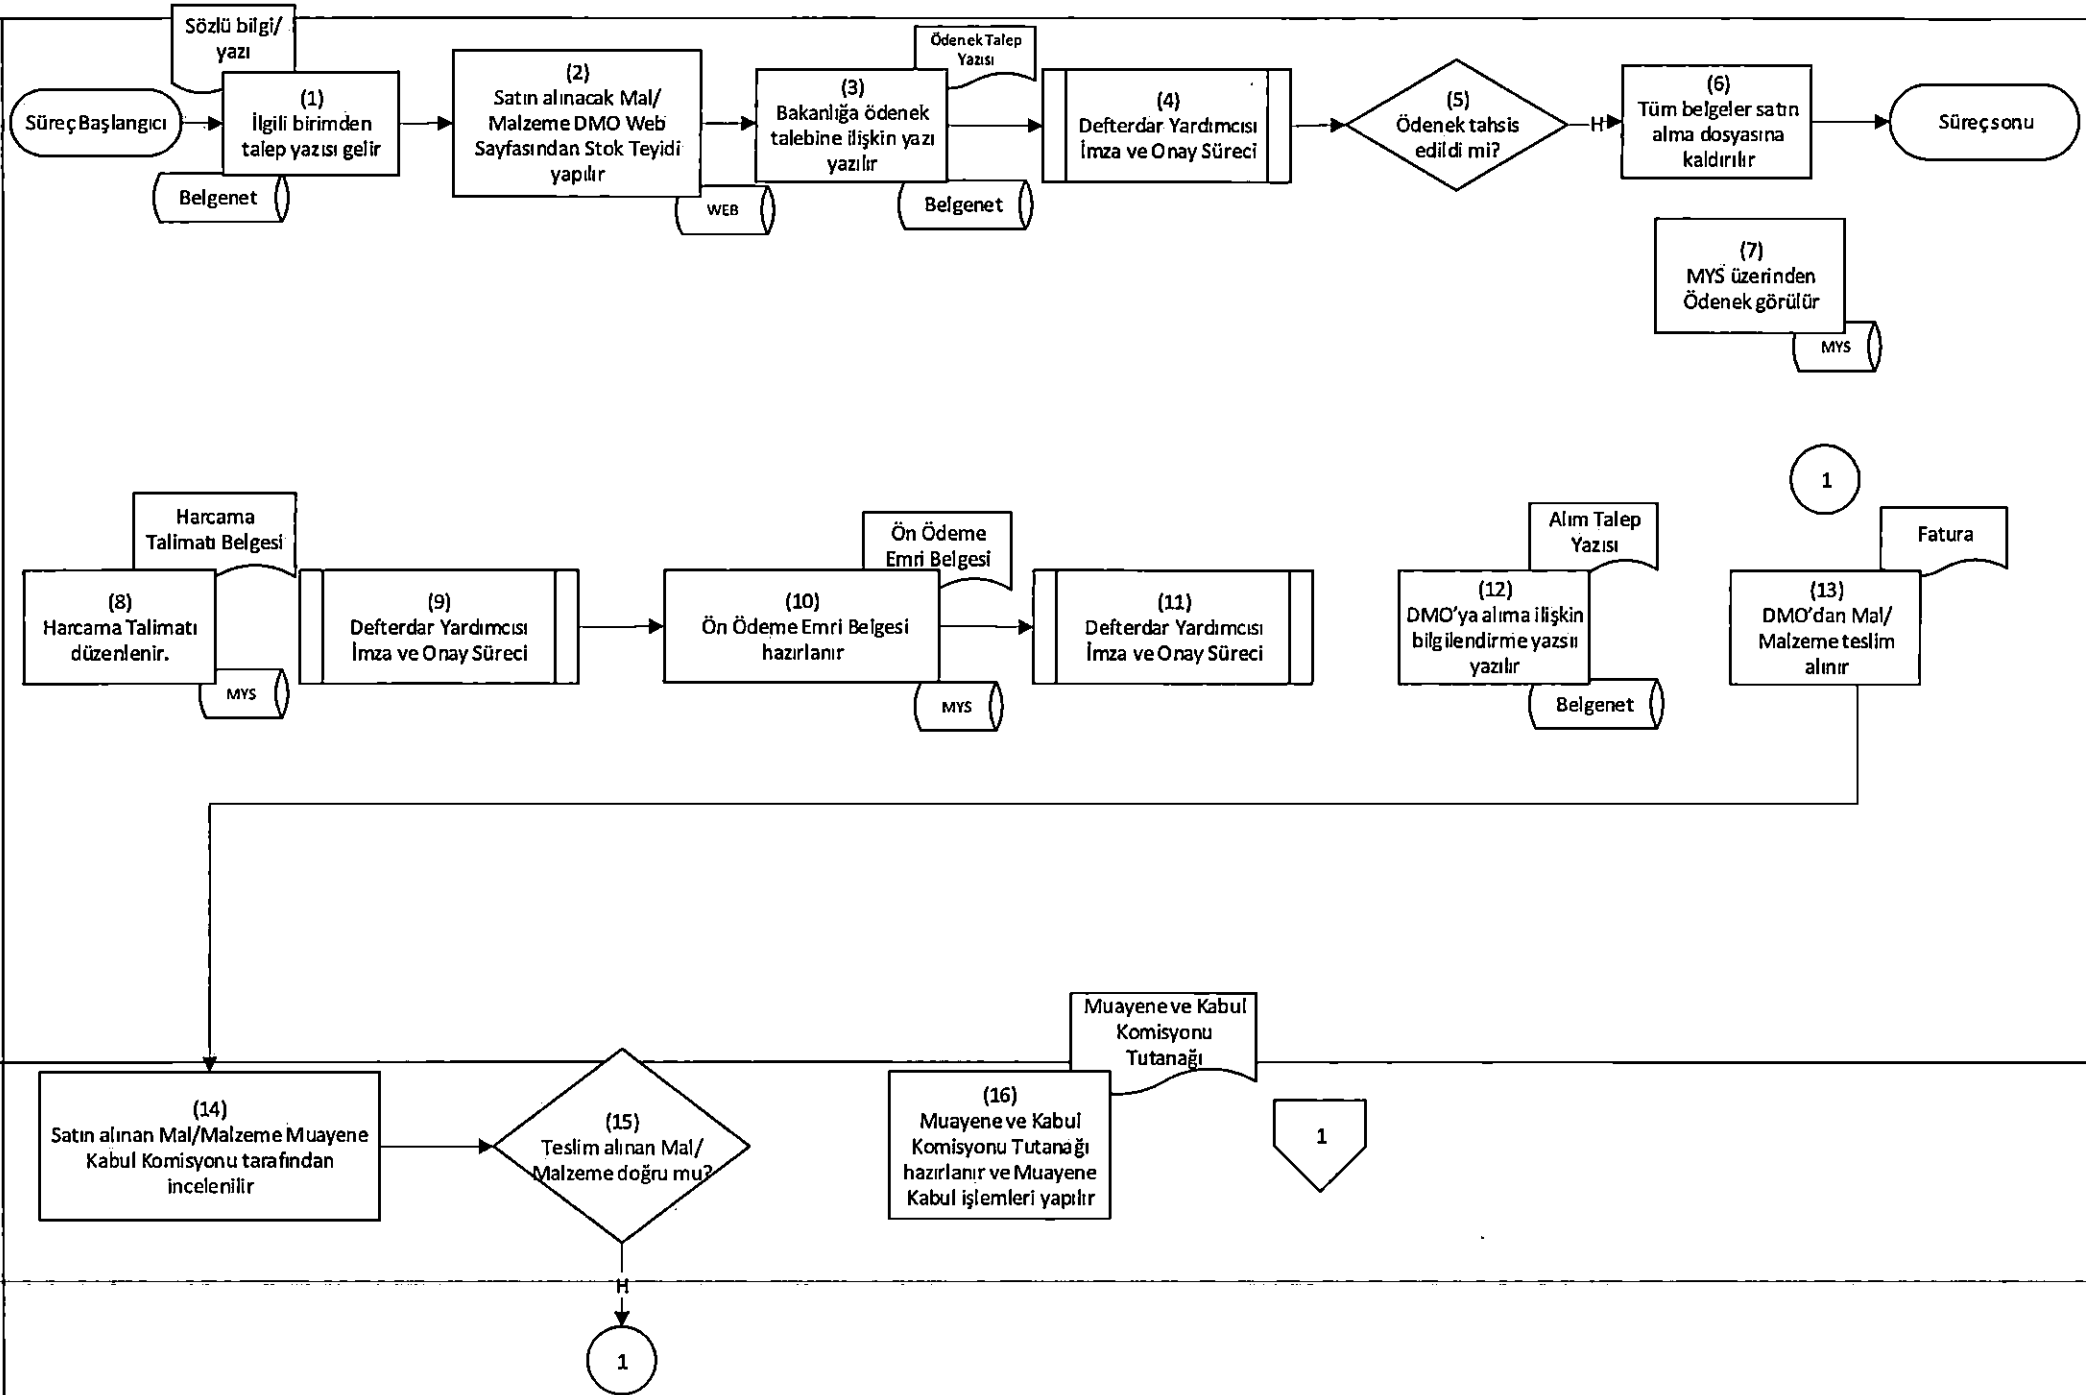 Sözlü bilgi/
yazı
Süreç Başlangıcı
(1)
İlgili birimden
talep yazısı gelir
Belgenet
(2)
Satın alınacak Mal/
Malzeme DMO Web
Sayfasından Stok Teyidi
yapılır
WEB
Ödenek Talep
Yazısı
(3)
Bakanlığa ödenek
talebine ilişkin yazı
yazılır
Belgenet
(4)
Defterdar Yardımcısı
İmza ve Onay Süreci
(5)
Ödenek tahsis
edildi mi?
H
(6)
Tüm belgeler satın
alma dosyasına
kaldırılır
Süreç sonu
(7)
MYS üzerinden
Ödenek görülür
MYS
1
Harcama
Talimatı Belgesi
(8)
Harcama Talimatı
düzenlenir.
MYS
(9)
Defterdar Yardımcısı
İmza ve Onay Süreci
Ön Ödeme
Emri Belgesi
(10)
Ön Ödeme Emri Belgesi
hazırlanır
MYS
(11)
Defterdar Yardımcısı
İmza ve Onay Süreci
Alım Talep
Yazısı
(12)
DMO'ya alıma ilişkin
bilgilendirme yazsıı
yazılır
Belgenet
Fatura
(13)
DMO'dan Mal/
Malzeme teslim
alınır
(14)
Satın alınan Mal/Malzeme Muayene
Kabul Komisyonu tarafından
incelenilir
(15)
Teslim alınan Mal/
Malzeme doğru mu?
H
1
Muayene ve Kabul
Komisyonu
Tutanağı
(16)
Muayene ve Kabul
Komisyonu Tutanağı
hazırlanır ve Muayene
Kabul işlemleri yapılır
1